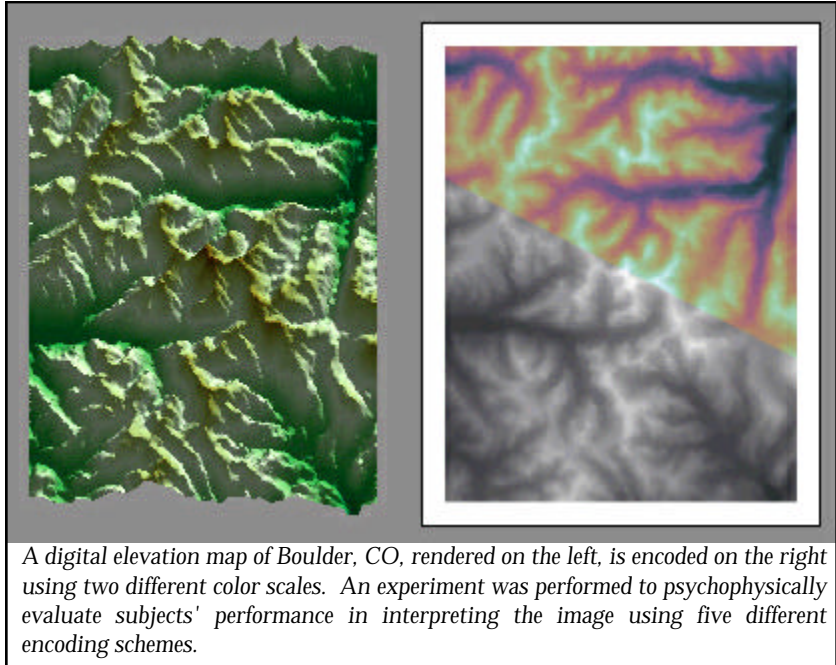 A digital elevation map of Boulder, CO, rendered on the left, is encoded on the right
using two different color scales.  An experiment was performed to psychophysically
evaluate subjects' performance in interpreting the image using five different
encoding schemes.